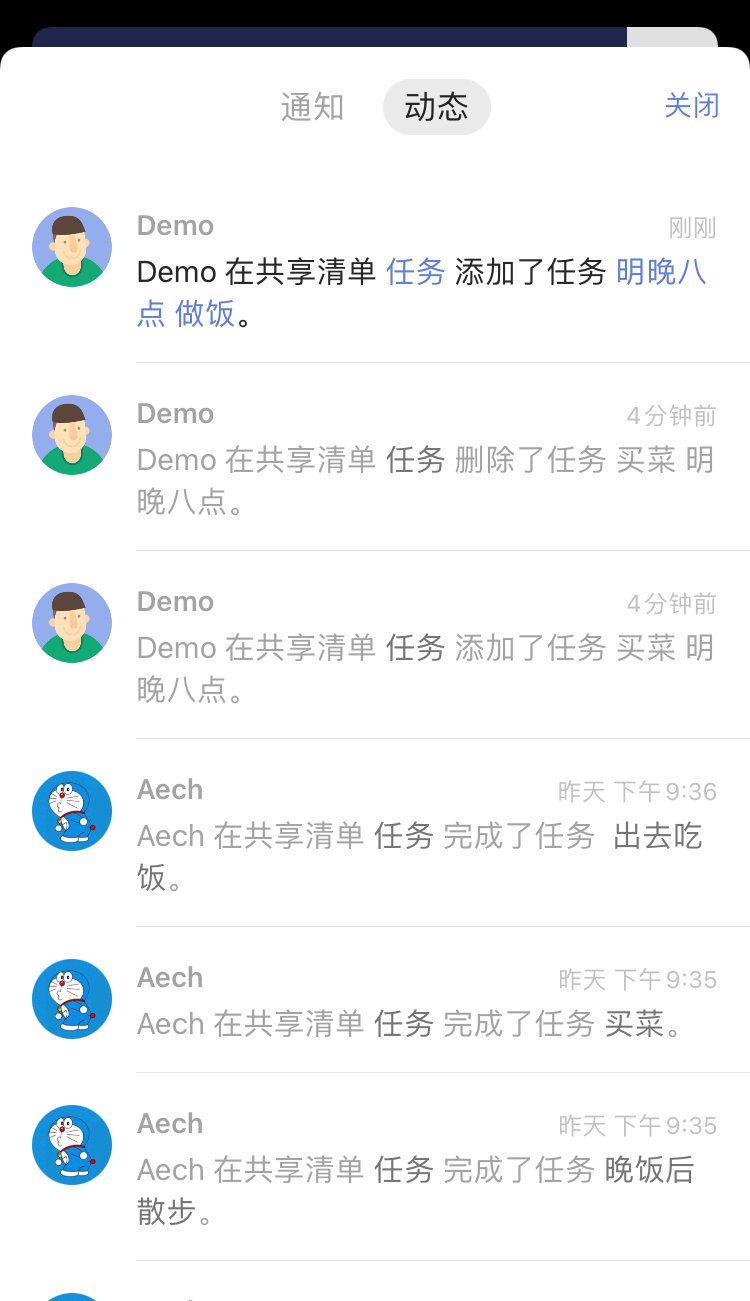 通知 动态 关闭
Demo 刚刚
Demo 在共享清单 任务 添加了任务 明晚八
点 做饭。
Demo 4分钟前
Demo 在共享清单 任务 删除了任务 买菜 明
晚八点。
Demo 4分钟前
Demo 在共享清单 任务 添加了任务 买菜 明
晚八点。
Aech 昨天 下午9:36
Aech 在共享清单 任务 完成了任务 出去吃
饭。
Aech 昨天 下午9:35
Aech 在共享清单 任务 完成了任务 买菜。
Aech 昨天 下午9:35
Aech 在共享清单 任务 完成了任务 晚饭后
散步。